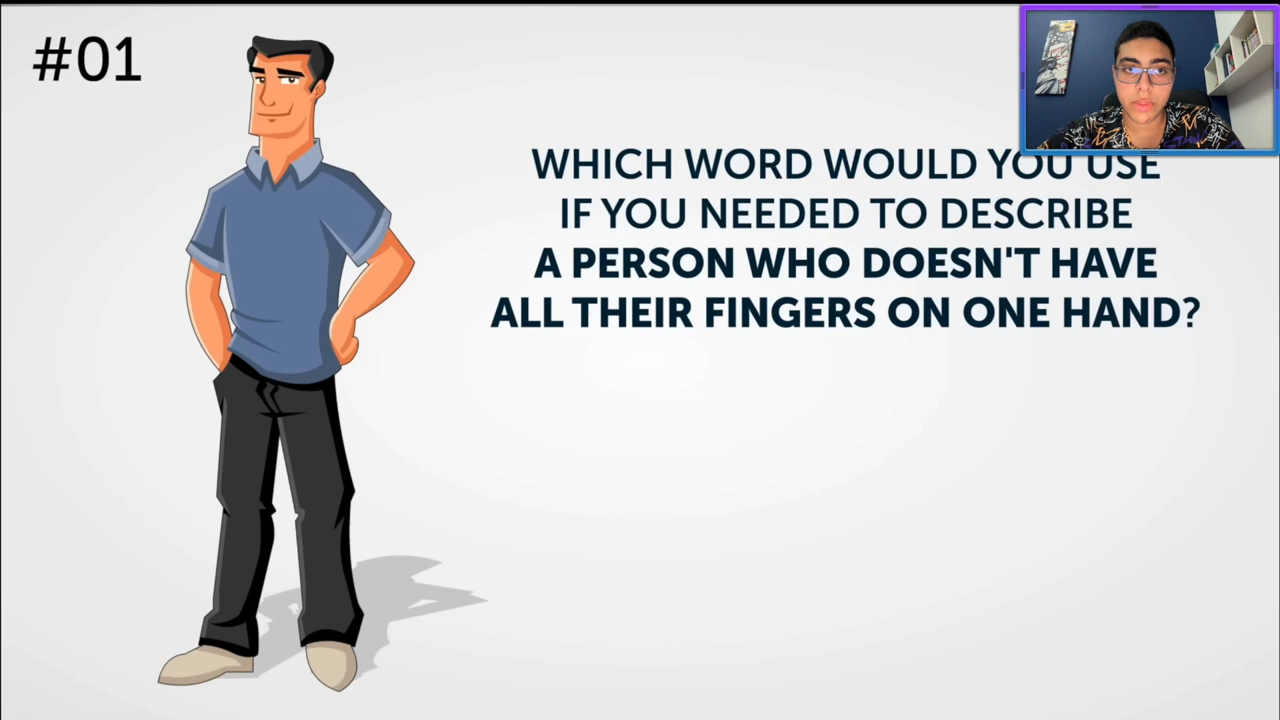 #01
WHICH WORD WOULD YOU USE
IF YOU NEEDED TO DESCRIBE
A PERSON WHO DOESN'T HAVE
ALL THEIR FINGERS ON ONE HAND?